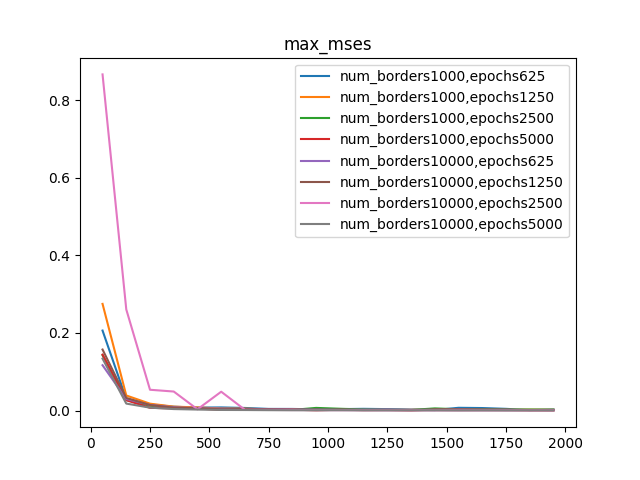 max_mses
num_borders1000,epochs625
num_borders1000,epochs1250
num_borders1000,epochs2500
num_borders1000,epochs5000
num_borders10000,epochs625
num_borders10000,epochs1250
num_borders10000,epochs2500
num_borders10000,epochs5000
0.8
0.6
0.4
0.2
0.0
0 250 500 750 1000 1250 1500 1750 2000